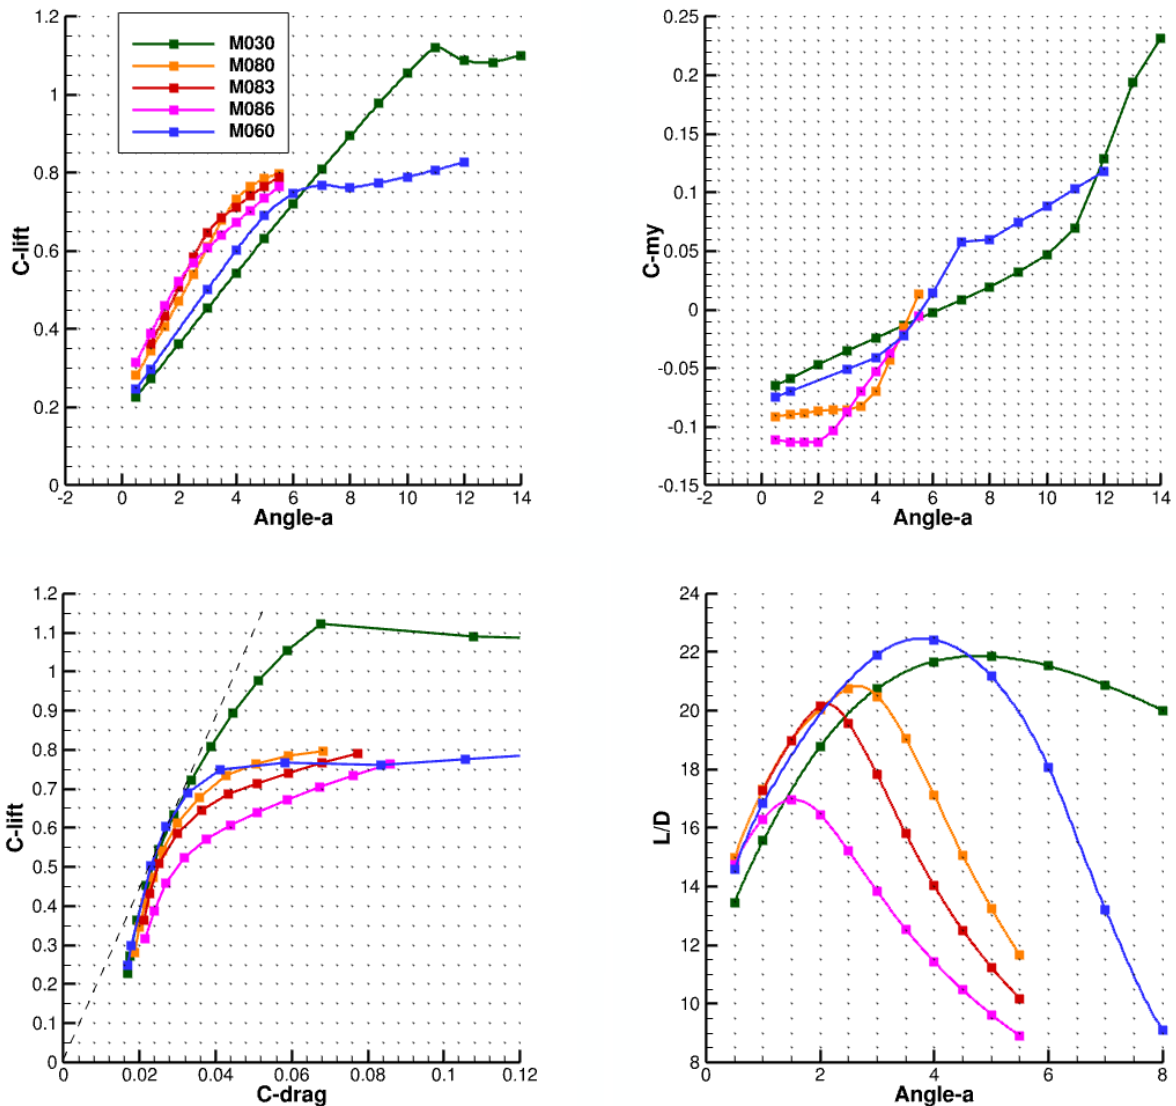 1.2
1
0.8
0.6
0.4
0.2
0
C-lift
M030
M080
M083
M086
M060
-2 0 2 4 6 8 10 12 14
Angle-a
0.25
0.2
0.15
0.1
0.05
0
-0.05
-0.1
-0.15
C-my
-2 0 2 4 6 8 10 12 14
Angle-a
1.2
1.1
1
0.9
0.8
0.7
0.6
0.5
0.4
0.3
0.2
0.1
0
C-lift
0 0.02 0.04 0.06 0.08 0.1 0.12
C-drag
24
22
20
18
16
14
12
10
8
L/D
0 2 4 6 8
Angle-a